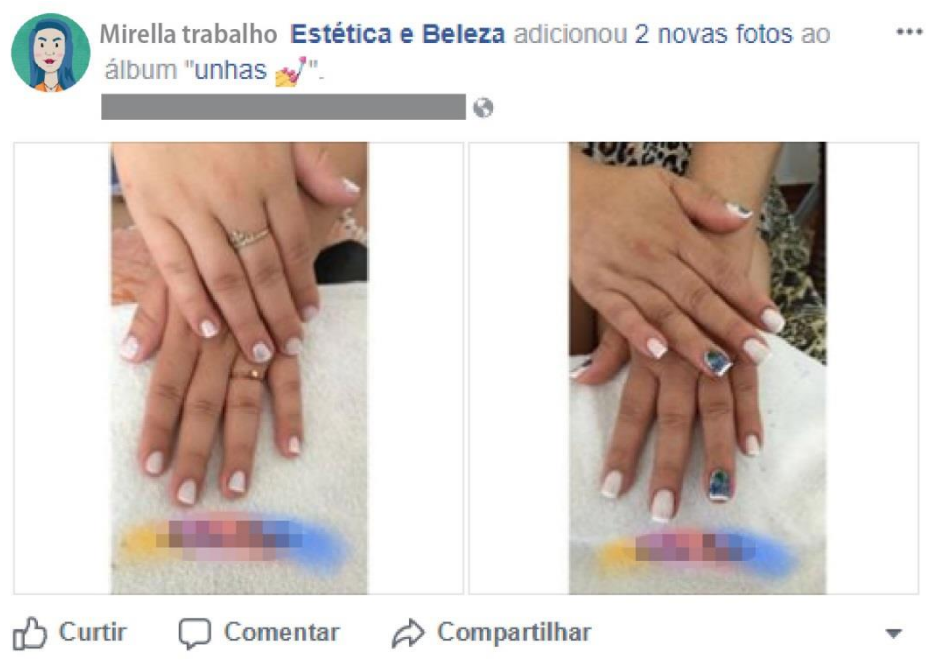 Mirella trabalho Estética e Beleza adicionou 2 novas fotos ao
álbum "unhas 💅".
Curtir Comentar Compartilhar